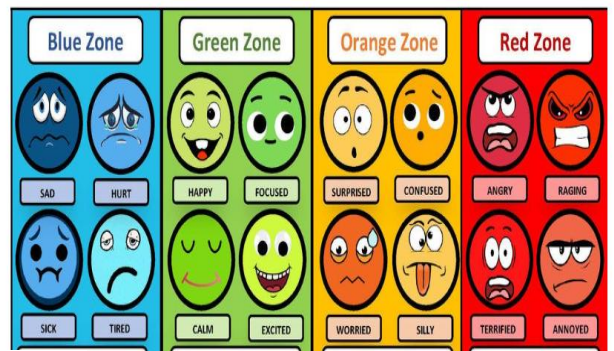 Blue Zone
Green Zone
Orange Zone
Red Zone
SAD
HURT
HAPPY
FOCUSED
SURPRISED
CONFUSED
ANGRY
RAGING
SICK
TIRED
CALM
EXCITED
WORRIED
SILLY
TERRIFIED
ANNOYED